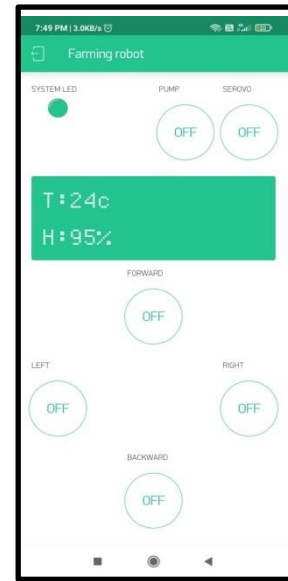 7:49 PM | 3.0KB/s
Farming robot
SYSTEM LED
PUMP
SEROVO
OFF
OFF
T:24c
H:95%
FORWARD
OFF
LEFT
RIGHT
OFF
OFF
BACKWARD
OFF